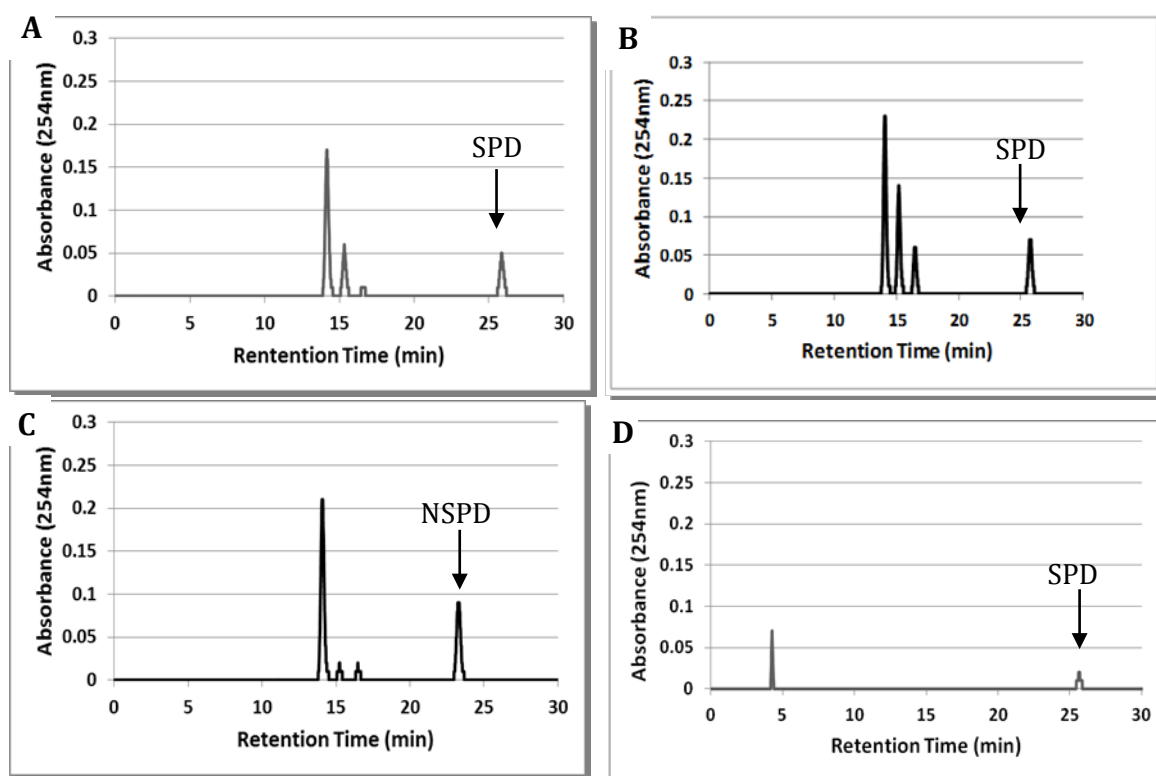 A
Absorbance (254nm)
0.3
0.25
0.2
0.15
0.1
0.05
0
SPD
0 5 10 15 20 25 30
Rentention Time (min)
B
Absorbance (254nm)
0.3
0.25
0.2
0.15
0.1
0.05
0
SPD
0 5 10 15 20 25 30
Retention Time (min)
C
Absorbance (254nm)
0.3
0.25
0.2
0.15
0.1
0.05
0
NSPD
0 5 10 15 20 25 30
Retention Time (min)
D
Absorbance (254nm)
0.3
0.25
0.2
0.15
0.1
0.05
0
SPD
0 5 10 15 20 25 30
Retention Time (min)